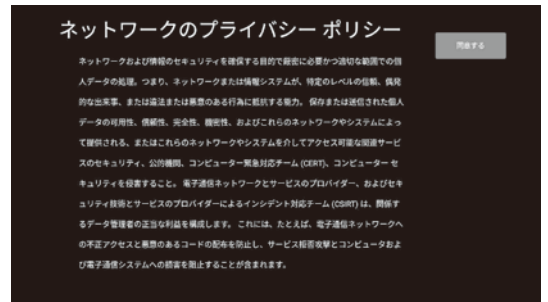 ネットワークのプライバシー ポリシー
同意する
ネットワークおよび情報のセキュリティを確保する目的で厳密に必要かつ適切な範囲での個
人データの処理。つまり、ネットワークまたは情報システムが、特定のレベルの信頼、偶発
的な出来事、または違法または悪意のある行為に抵抗する能力。 保存または送信された個人
データの可用性、信頼性、完全性、機密性、およびこれらのネットワークやシステムによっ
て提供される、またはこれらのネットワークやシステムを介してアクセス可能な関連サービ
スのセキュリティ、公的機関、コンピューター緊急対応チーム (CERT)、コンピューター セ
キュリティを侵害すること。 電子通信ネットワークとサービスのプロバイダー、およびセキ
ュリティ技術とサービスのプロバイダーによるインシデント対応チーム (CSIRT) は、関係す
るデータ管理者の正当な利益を構成します。 これには、たとえば、電子通信ネットワークへ
の不正アクセスと悪意のあるコードの配布を防止し、サービス拒否攻撃とコンピュータおよ
び電子通信システムへの損害を阻止することが含まれます。